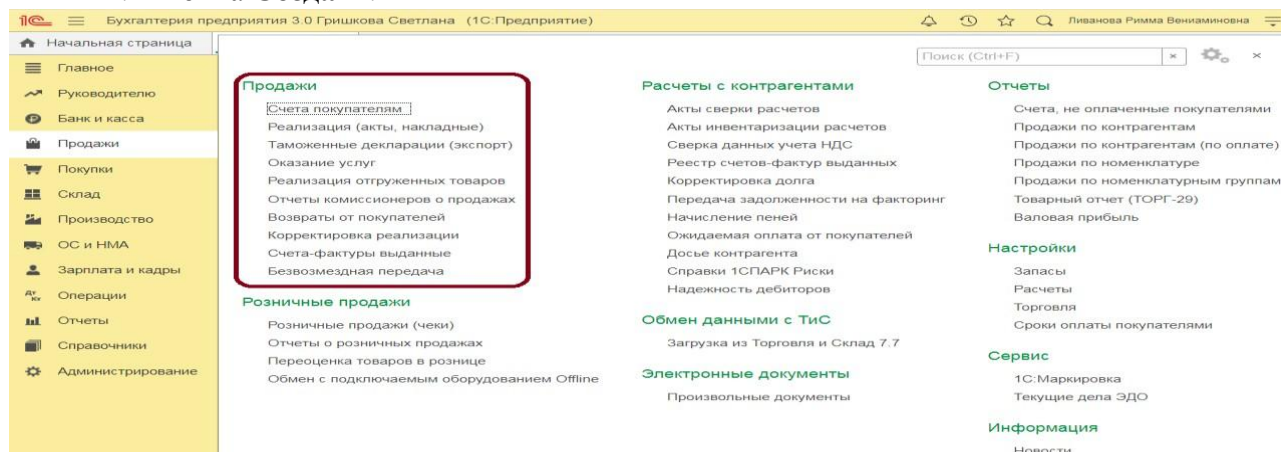 1С Бухгалтерия предприятия 3.0 Гришкова Светлана (1С:Предприятие) Ливанова Римма Вениаминовна
Начальная страница
Поиск (Ctrl+F) × ×
Главное
Руководителю
Банк и касса
Продажи
Покупки
Склад
Производство
ОС и НМА
Зарплата и кадры
Дт Кт Операции
Отчеты
Справочники
Администрирование
Продажи
Счета покупателям
Реализация (акты, накладные)
Таможенные декларации (экспорт)
Оказание услуг
Реализация отгруженных товаров
Отчеты комиссионеров о продажах
Возвраты от покупателей
Корректировка реализации
Счета-фактуры выданные
Безвозмездная передача
Розничные продажи
Розничные продажи (чеки)
Отчеты о розничных продажах
Переоценка товаров в рознице
Обмен с подключаемым оборудованием Offline
Расчеты с контрагентами
Акты сверки расчетов
Акты инвентаризации расчетов
Сверка данных учета НДС
Реестр счетов-фактур выданных
Корректировка долга
Передача задолженности на факторинг
Начисление пеней
Ожидаемая оплата от покупателей
Досье контрагента
Справки 1СПАРК Риски
Надежность дебиторов
Обмен данными с ТиС
Загрузка из Торговля и Склад 7.7
Электронные документы
Произвольные документы
Отчеты
Счета, не оплаченные покупателями
Продажи по контрагентам
Продажи по контрагентам (по оплате)
Продажи по номенклатуре
Продажи по номенклатурным группам
Товарный отчет (ТОРГ-29)
Валовая прибыль
Настройки
Запасы
Расчеты
Торговля
Сроки оплаты покупателями
Сервис
1С:Маркировка
Текущие дела ЭДО
Информация
Новости